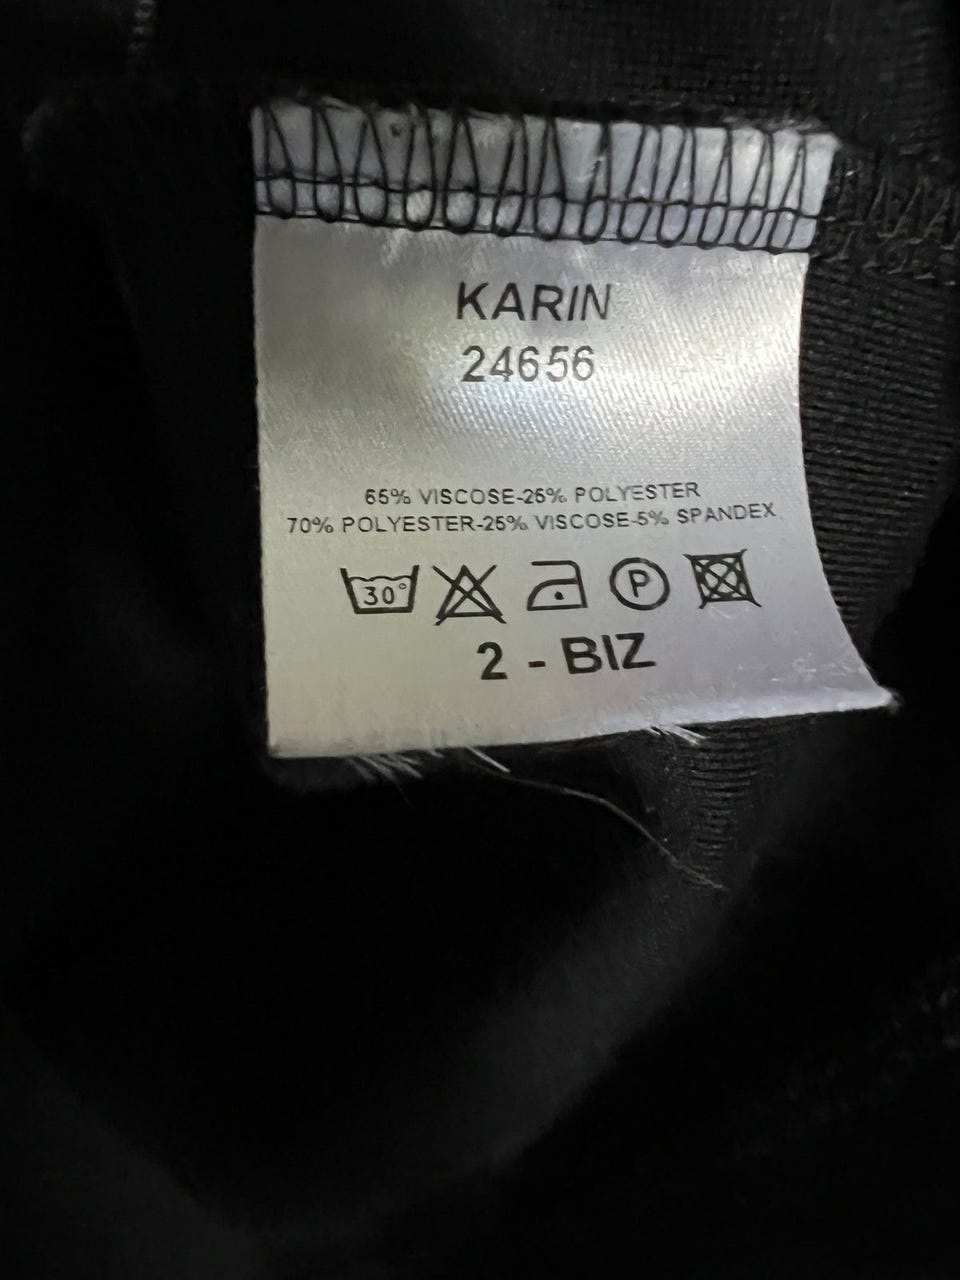 KARIN
24656
65% VISCOSE-25% POLYESTER
70% POLYESTER-25% VISCOSE-5% SPANDEX
30°
P
2 - BIZ